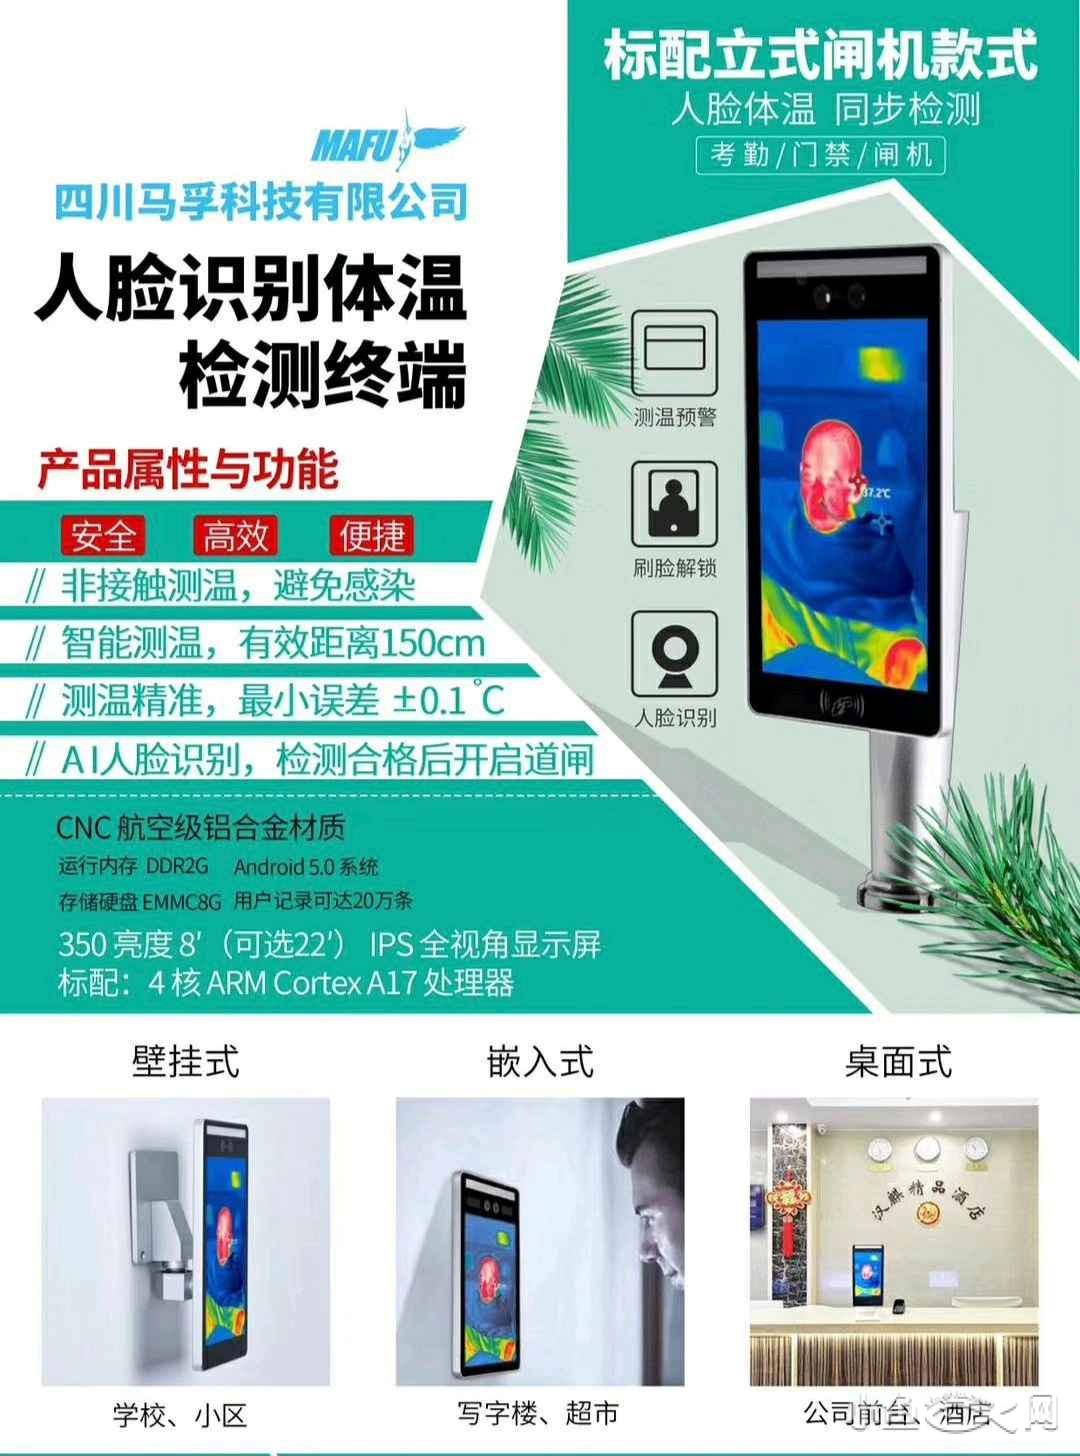 标配立式闸机款式
人脸体温 同步检测
考勤/门禁/闸机
MAFU
四川马孚科技有限公司
人脸识别体温
检测终端
产品属性与功能
安全 高效 便捷
// 非接触测温，避免感染
// 智能测温，有效距离150cm
// 测温精准，最小误差 ±0.1℃
// AI人脸识别，检测合格后开启道闸
测温预警
刷脸解锁
人脸识别
37.2℃
CNC 航空级铝合金材质
运行内存 DDR2G Android 5.0 系统
存储硬盘 EMMC8G 用户记录可达20万条
350 亮度 8′（可选22′） IPS 全视角显示屏
标配：4 核 ARM Cortex A17 处理器
壁挂式 嵌入式 桌面式
汉麒精品酒店
学校、小区 写字楼、超市 公司前台、酒店